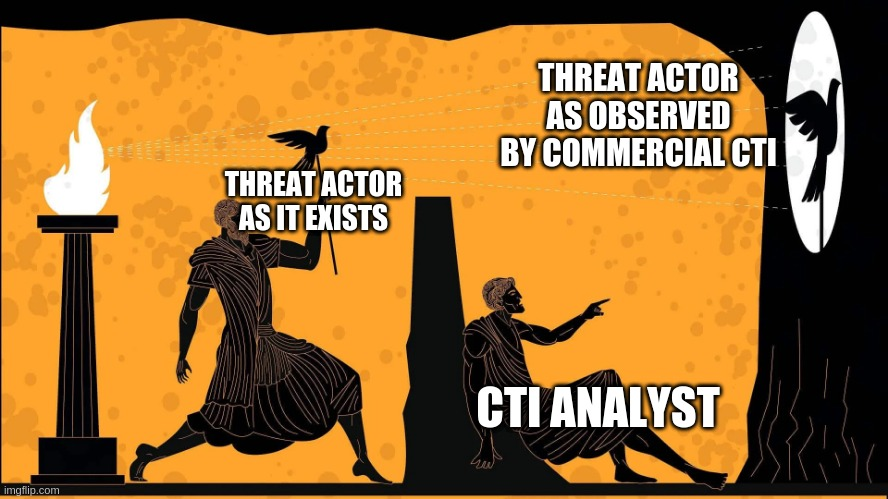 THREAT ACTOR
AS OBSERVED
BY COMMERCIAL CTI
THREAT ACTOR
AS IT EXISTS
CTI ANALYST
imgflip.com